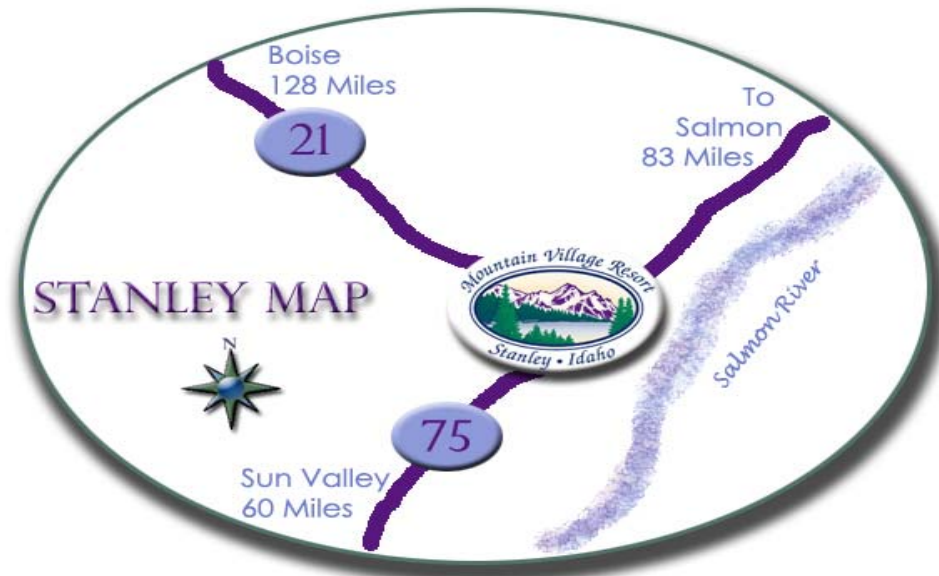 Boise
128 Miles
21
To
Salmon
83 Miles
Mountain Village Resort
Stanley • Idaho
STANLEY MAP
N
Salmon River
75
Sun Valley
60 Miles